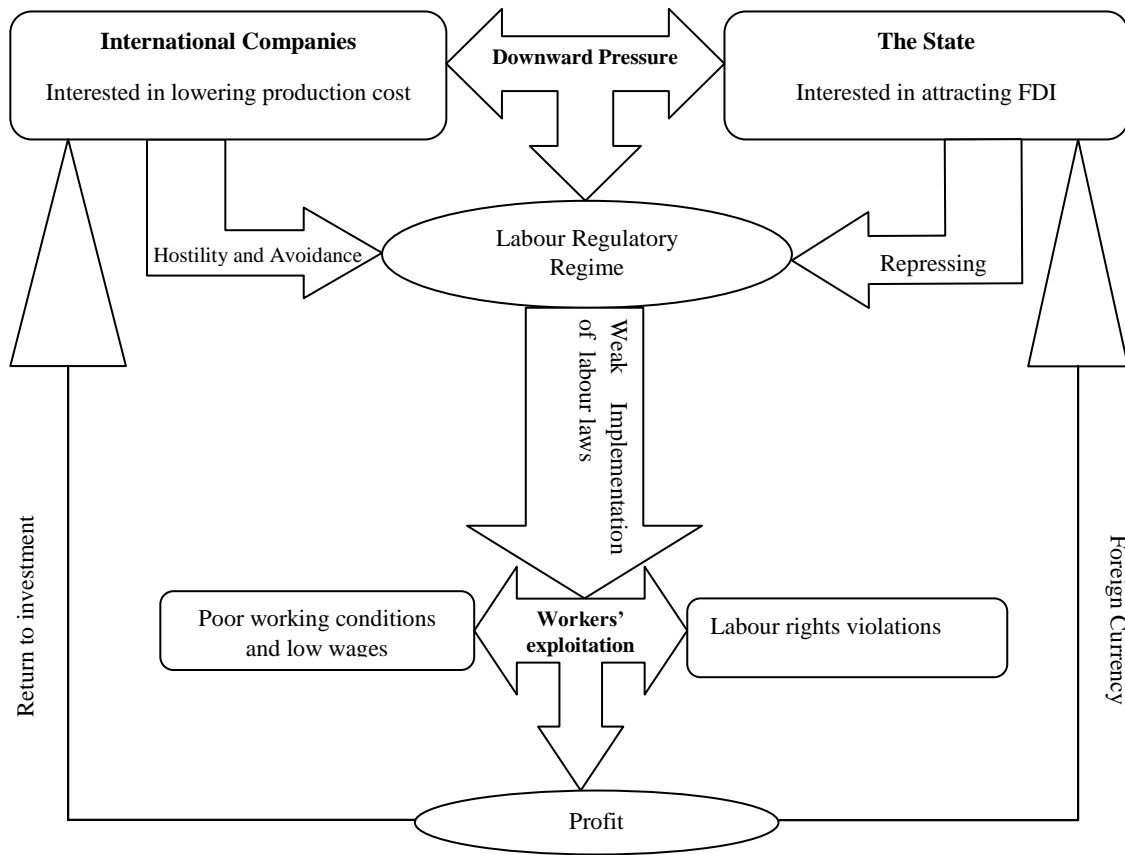 International Companies
Interested in lowering production cost
Downward Pressure
The State
Interested in attracting FDI
Hostility and Avoidance
Labour Regulatory
Regime
Repressing
Weak Implementation
of labour laws
Return to investment
Foreign Currency
Poor working conditions
and low wages
Workers’
exploitation
Labour rights violations
Profit